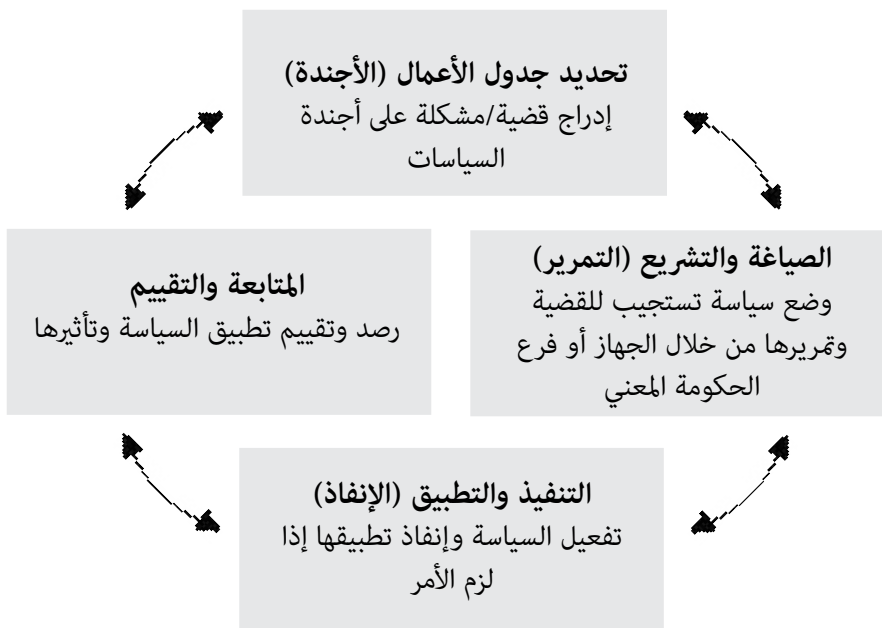 تحديد جدول الأعمال (الأجندة)
إدراج قضية/مشكلة على أجندة
السياسات
الصياغة والتشريع (التمرير)
وضع سياسة تستجيب للقضية
وتمريرها من خلال الجهاز أو فرع
الحكومة المعني
المتابعة والتقييم
رصد وتقييم تطبيق السياسة وتأثيرها
التنفيذ والتطبيق (الإنفاذ)
تفعيل السياسة وإنفاذ تطبيقها إذا
لزم الأمر